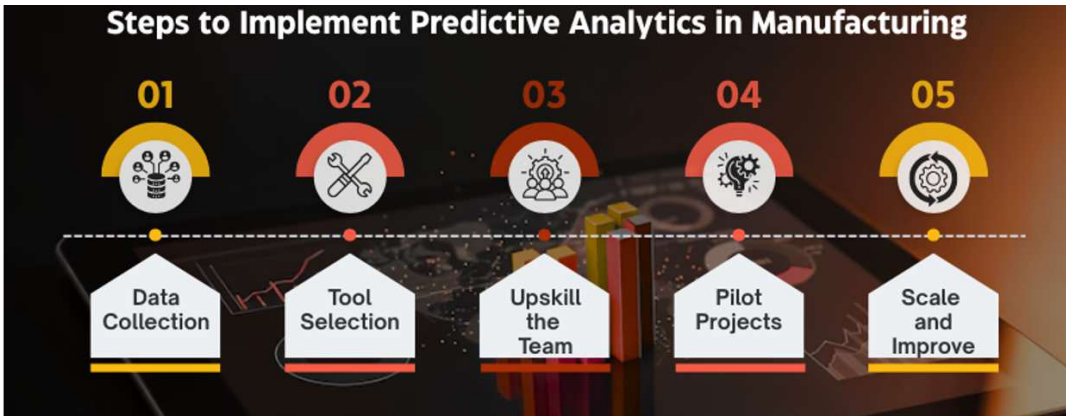 Steps to Implement Predictive Analytics in Manufacturing
01
02
03
04
05
Data
Collection
Tool
Selection
Upskill
the
Team
Pilot
Projects
Scale
and
Improve